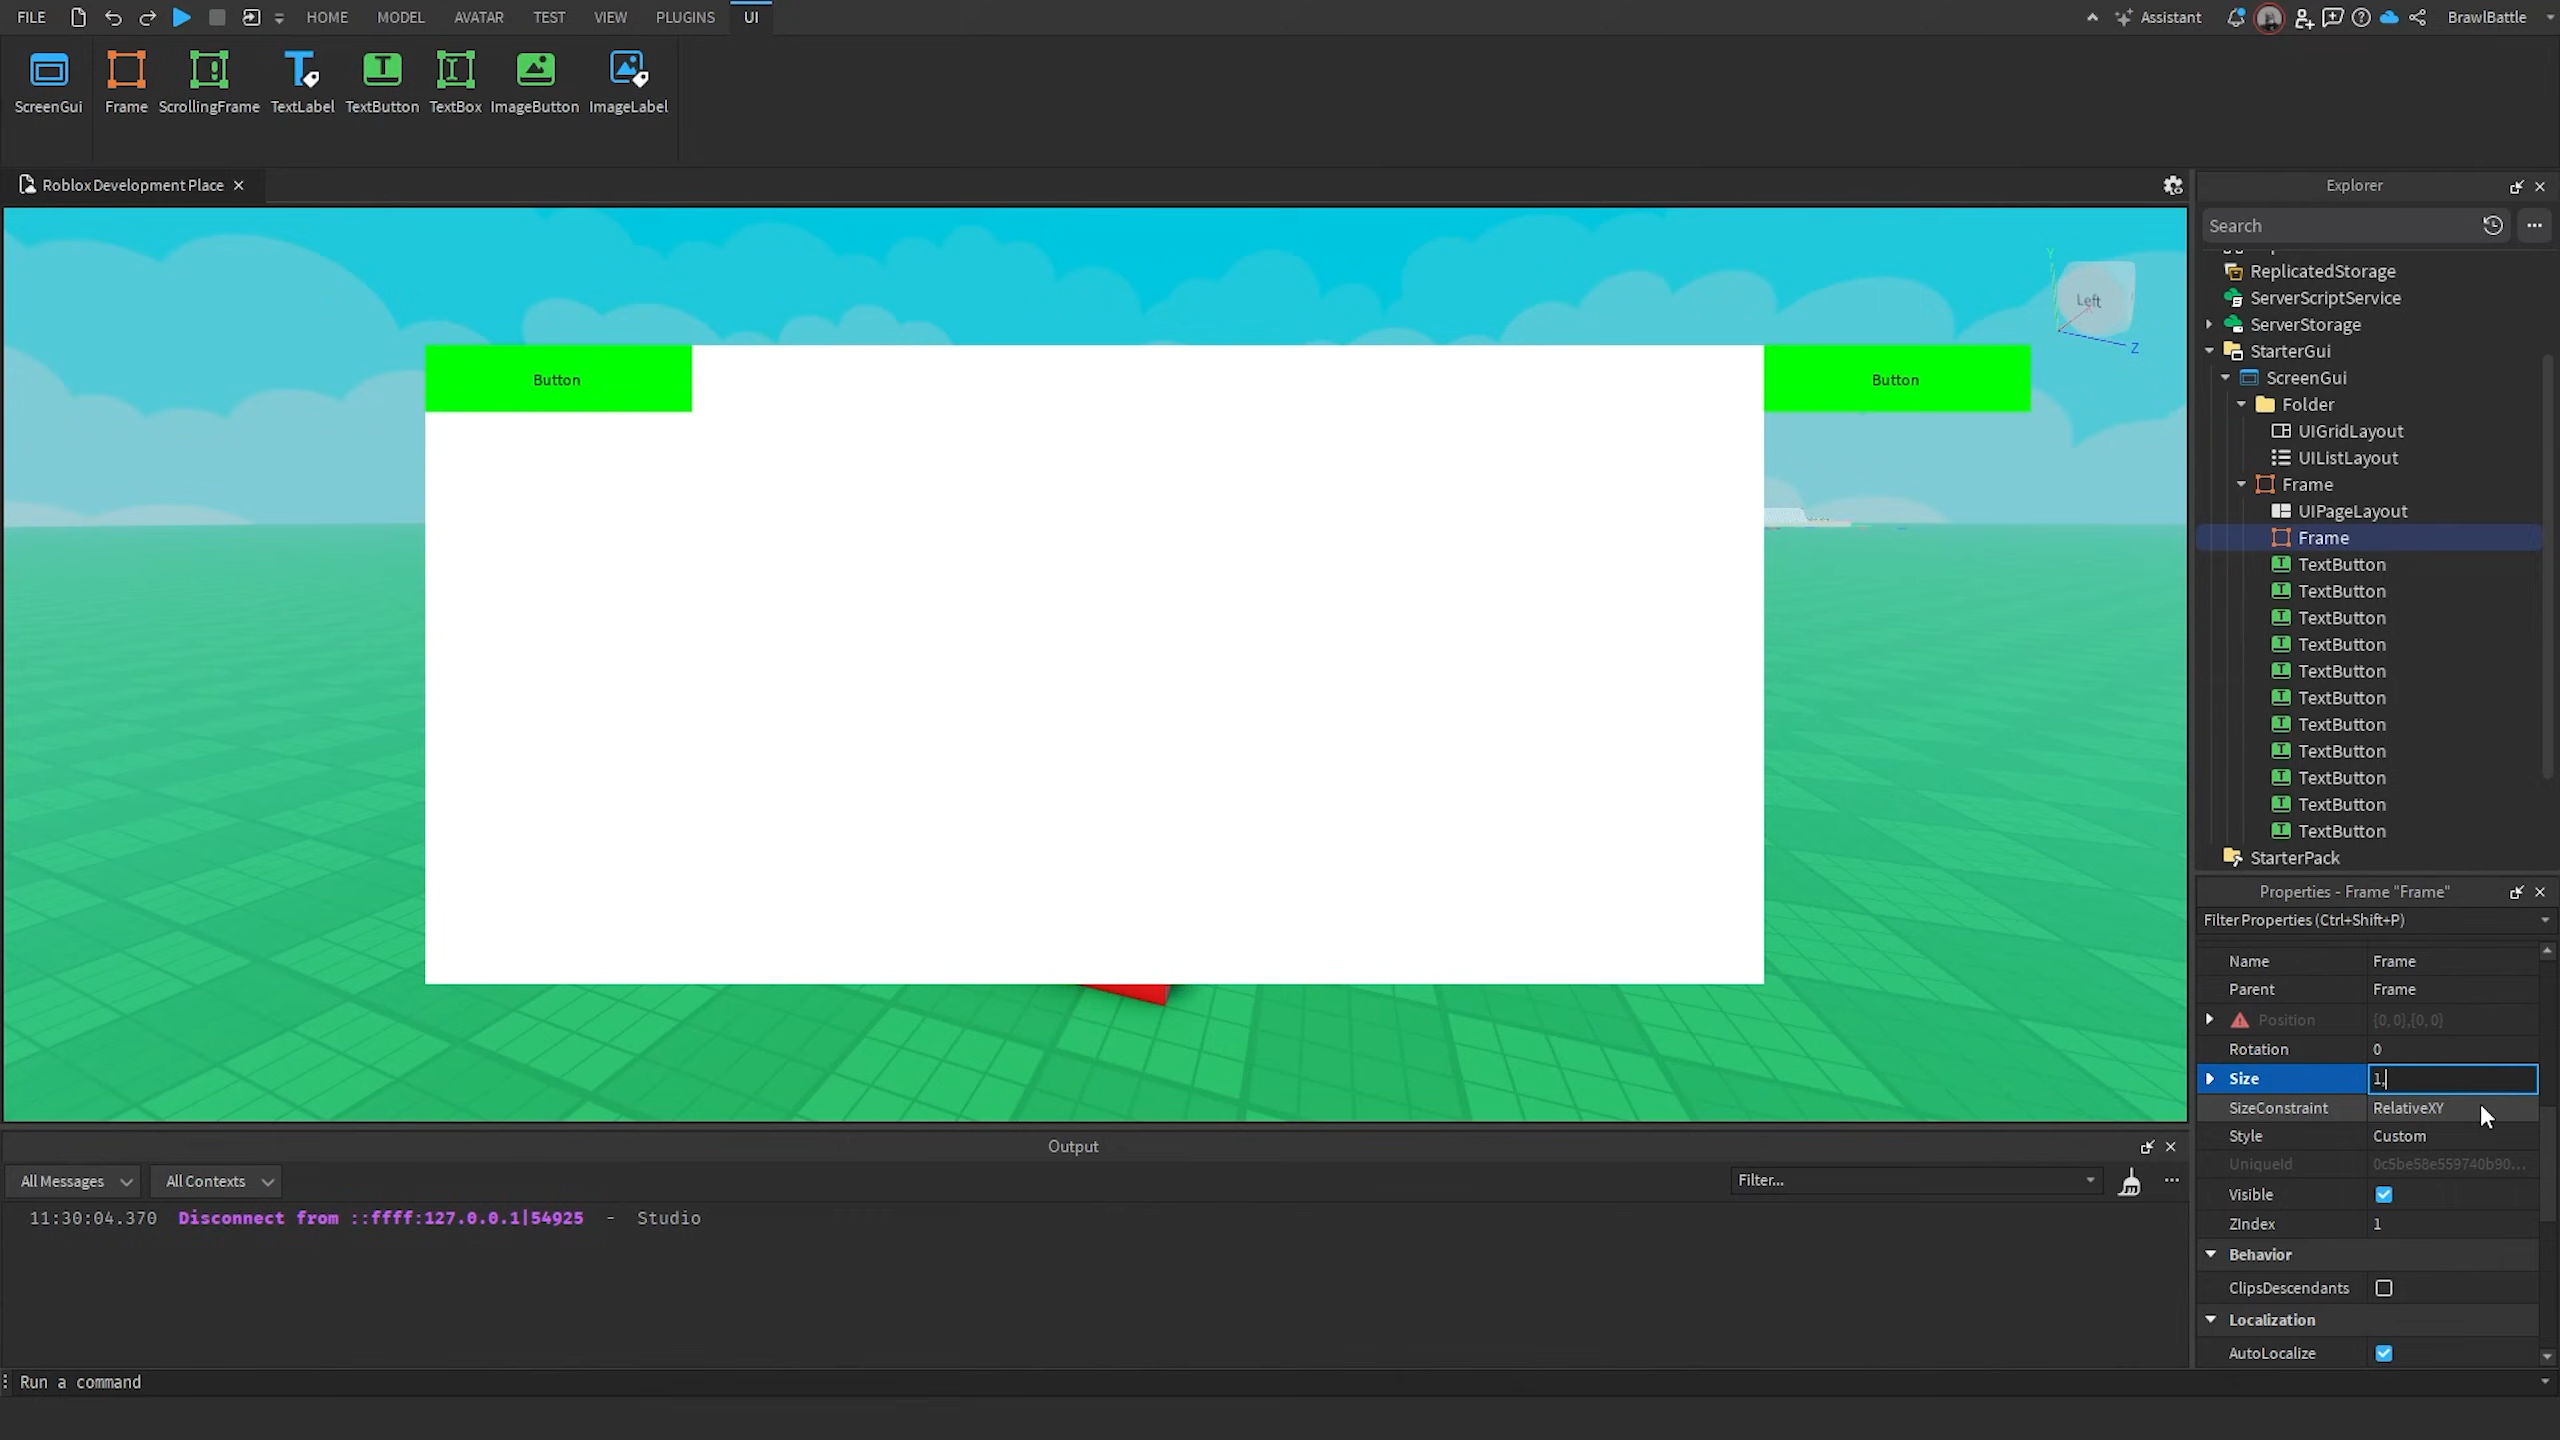 FILE HOME MODEL AVATAR TEST VIEW PLUGINS UI Assistant BrawlBattle
ScreenGui Frame ScrollingFrame TextLabel TextButton TextBox ImageButton ImageLabel
Roblox Development Place
Explorer
Search
ReplicatedStorage
ServerScriptService
ServerStorage
StarterGui
ScreenGui
Folder
UIGridLayout
UIListLayout
Frame
UIPageLayout
Frame
TextButton
TextButton
TextButton
TextButton
TextButton
TextButton
TextButton
TextButton
TextButton
TextButton
TextButton
StarterPack
Left
Y
Z
Button
Button
Properties - Frame "Frame"
Filter Properties (Ctrl+Shift+P)
Name Frame
Parent Frame
Position {0, 0},{0, 0}
Rotation 0
Size 1,
SizeConstraint RelativeXY
Style Custom
UniqueId 0c5be58e559740b90...
Visible
ZIndex 1
Behavior
ClipsDescendants
Localization
AutoLocalize
Output
All Messages All Contexts Filter...
11:30:04.370 Disconnect from ::ffff:127.0.0.1|54925 - Studio
Run a command